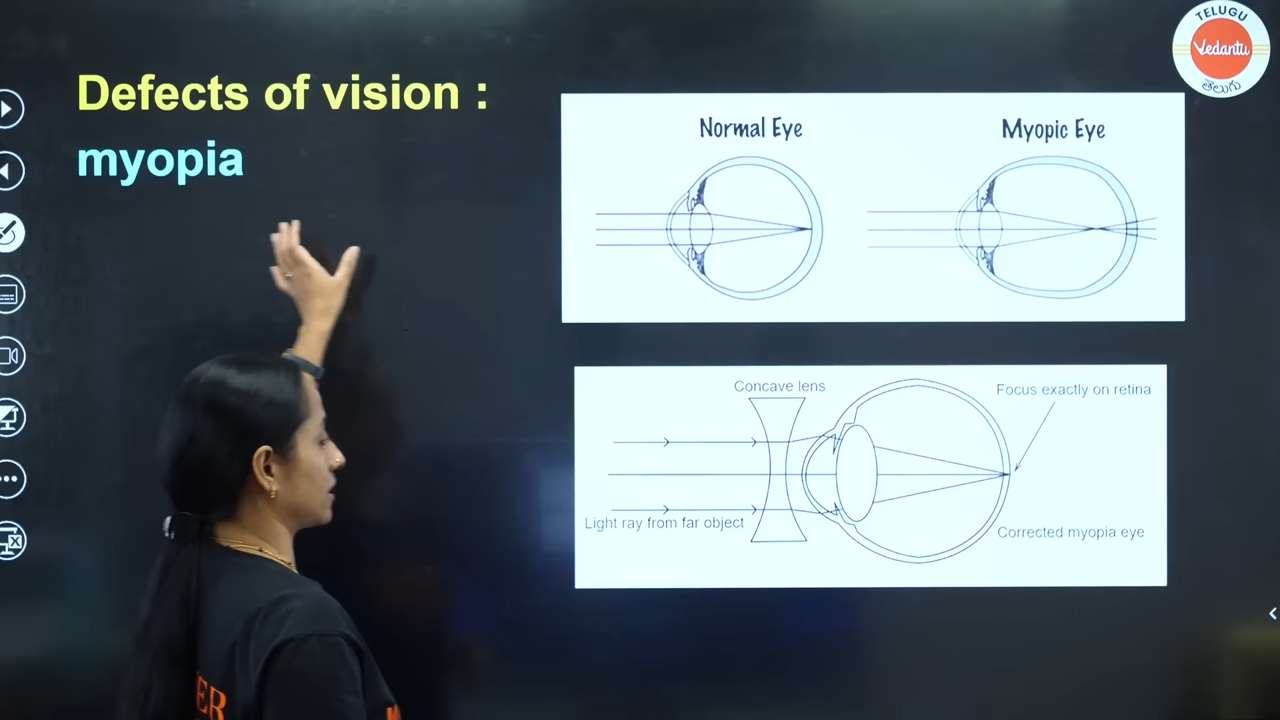 TELUGU
Vedantu
తెలుగు
Defects of vision :
myopia
Normal Eye
Myopic Eye
Concave lens
Focus exactly on retina
Light ray from far object
Corrected myopia eye
ER